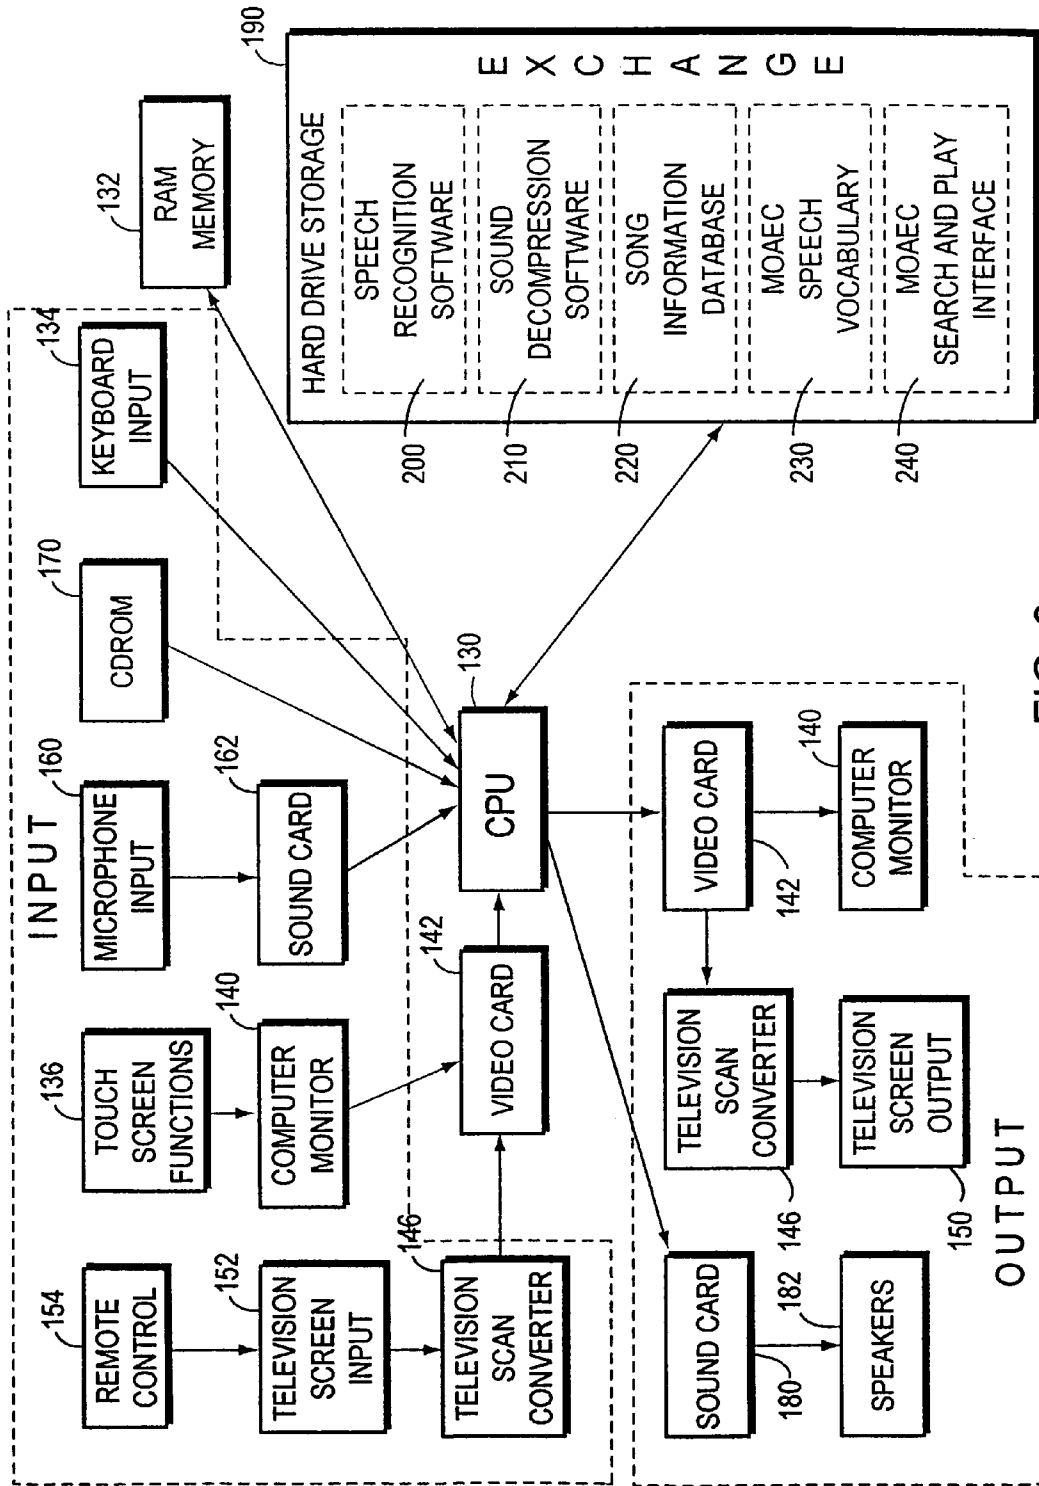 INPUT
154
REMOTE
CONTROL
152
TELEVISION
SCREEN
INPUT
146
TELEVISION
SCAN
CONVERTER
136
TOUCH
SCREEN
FUNCTIONS
140
COMPUTER
MONITOR
142
VIDEO CARD
160
MICROPHONE
INPUT
162
SOUND CARD
170
CDROM
134
KEYBOARD
INPUT
132
RAM
MEMORY
130
CPU
190
HARD DRIVE STORAGE
200
SPEECH
RECOGNITION
SOFTWARE
210
SOUND
DECOMPRESSION
SOFTWARE
220
SONG
INFORMATION
DATABASE
230
MOAEC
SPEECH
VOCABULARY
240
MOAEC
SEARCH AND PLAY
INTERFACE
EXCHANGE
SOUND CARD
180
182
SPEAKERS
TELEVISION
SCAN
CONVERTER
146
TELEVISION
SCREEN
OUTPUT
150
VIDEO CARD
142
140
COMPUTER
MONITOR
OUTPUT